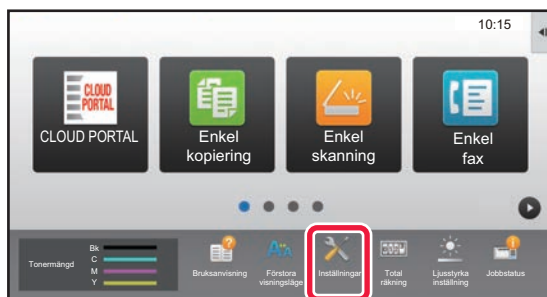 10:15
CLOUD
PORTAL
CLOUD PORTAL
Enkel
kopiering
Enkel
skanning
Enkel
fax
Tonermängd
Bk
C
M
Y
Bruksanvisning
Förstora
visningsläge
Inställningar
Total
räkning
Ljusstyrka
inställning
Jobbstatus